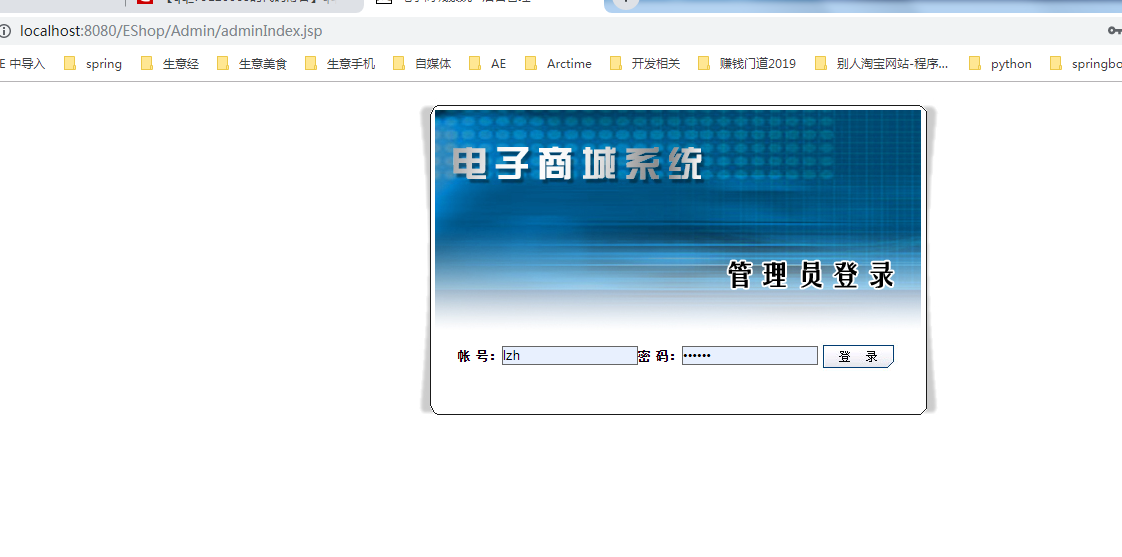 localhost:8080/EShop/Admin/adminIndex.jsp
E 中导入 spring 生意经 生意美食 生意手机 自媒体 AE Arctime 开发相关 赚钱门道2019 别人淘宝网站-程序... python springbo
电子商城系统
管理员登录
帐 号: lzh 密 码: •••••• 登 录